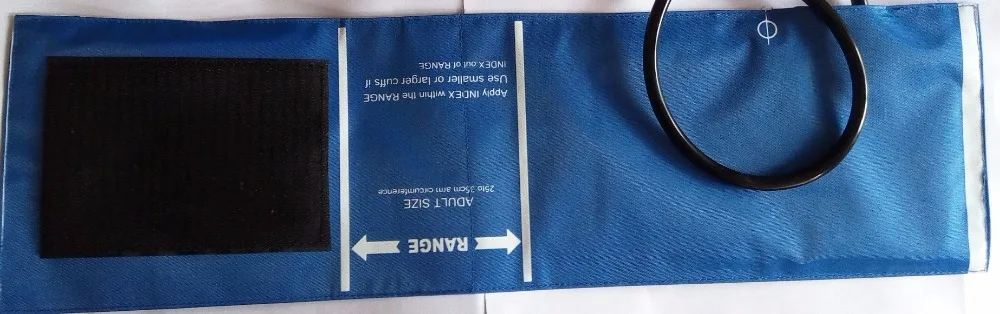 RANGE
ADULT SIZE
25to 35cm arm circumference
Apply INDEX within the RANGE
Use smaller or larger cuffs if
INDEX out of RANGE